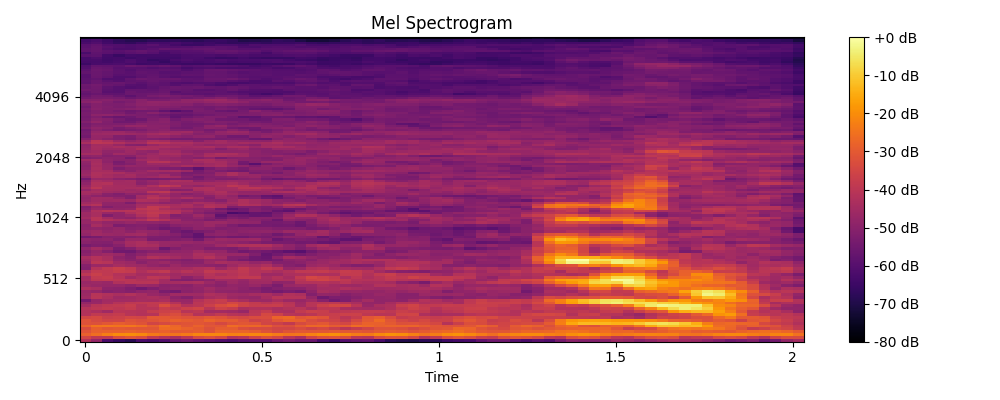 Mel Spectrogram
+0 dB
-10 dB
-20 dB
-30 dB
-40 dB
-50 dB
-60 dB
-70 dB
-80 dB
4096
2048
1024
512
0
Hz
0 0.5 1 1.5 2
Time